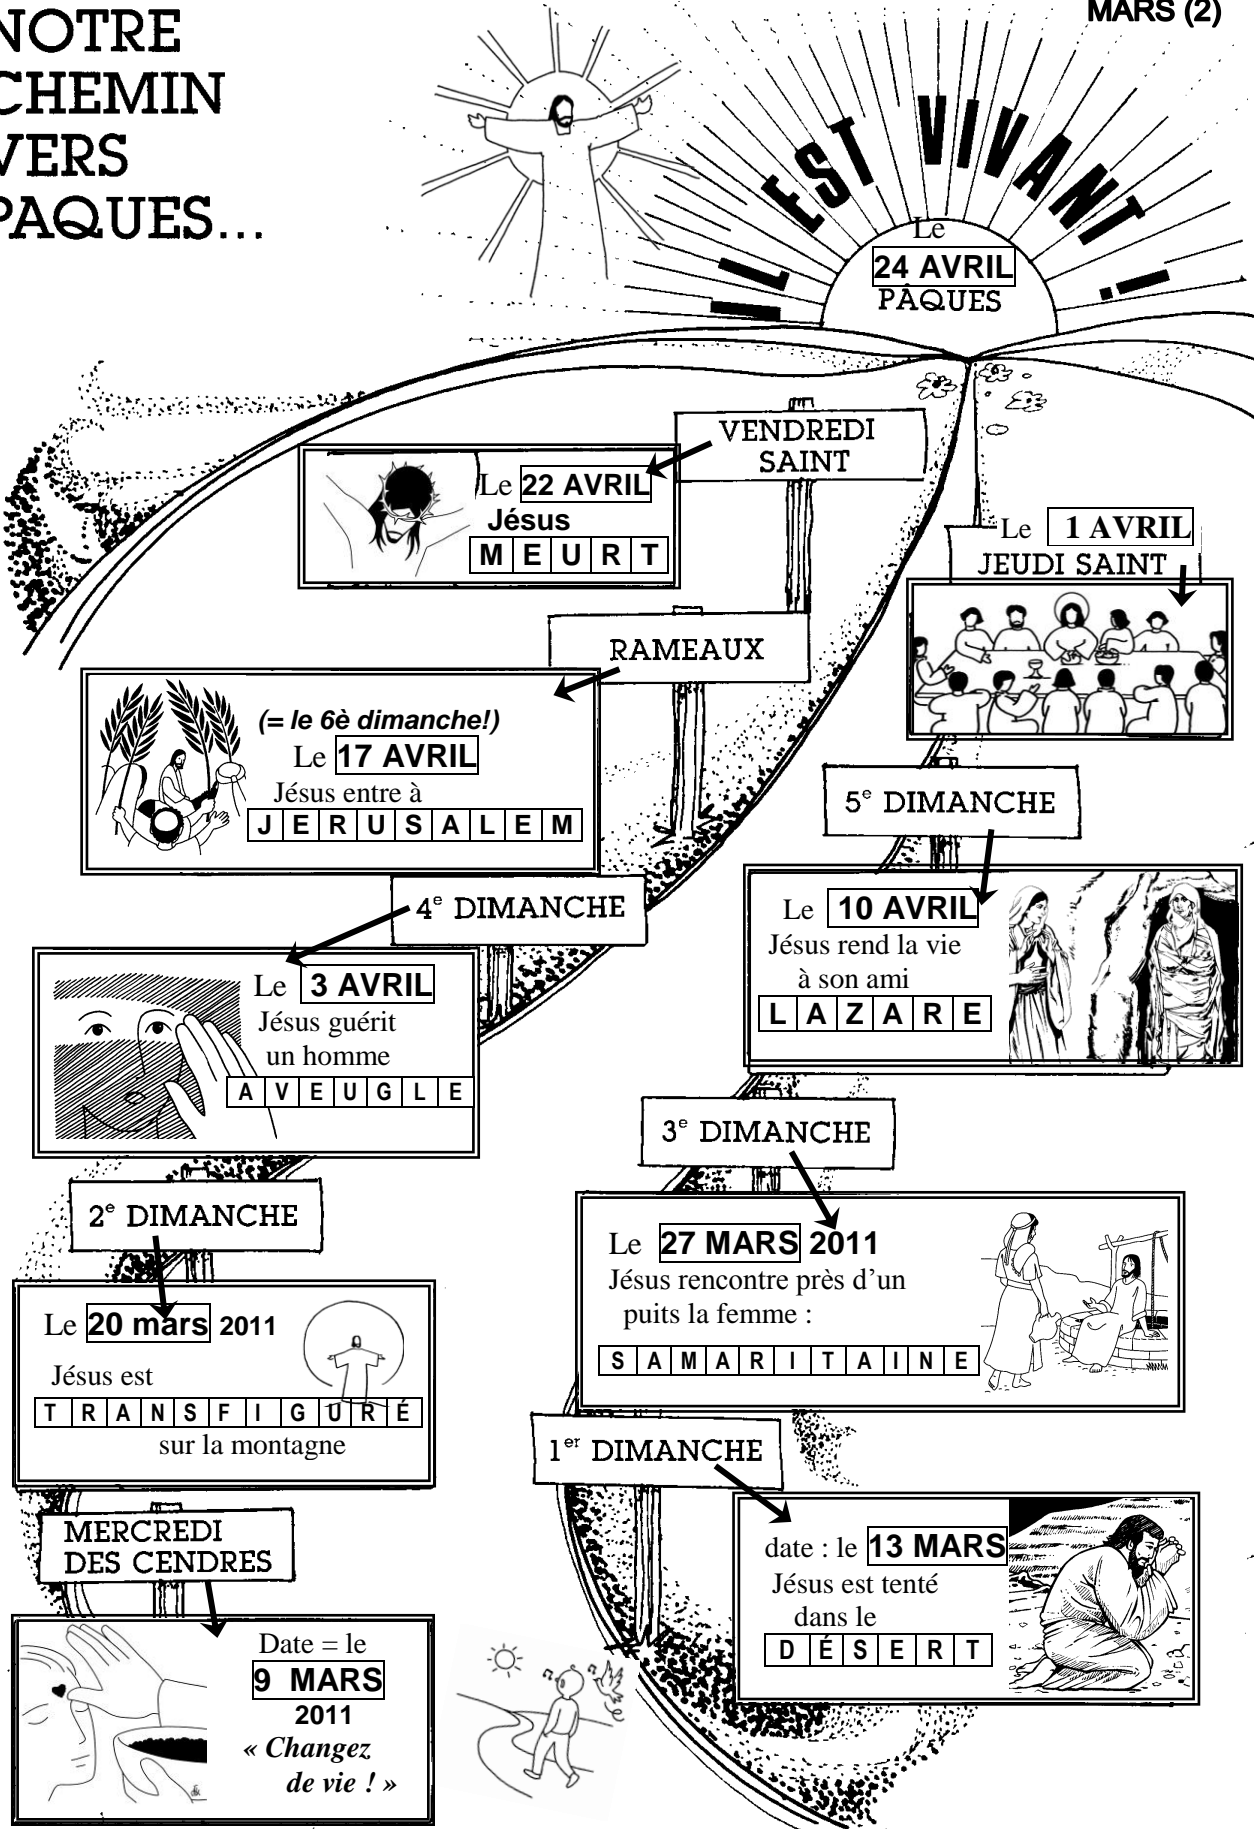 MARS (2)
NOTRE
CHEMIN
VERS
PAQUES...
IL EST VIVANT !
Le
24 AVRIL
PÂQUES
VENDREDI
SAINT
Le 22 AVRIL
Jésus
MEURT
Le 1 AVRIL
JEUDI SAINT
RAMEAUX
(= le 6è dimanche!)
Le 17 AVRIL
Jésus entre à
JERUSALEM
5e DIMANCHE
Le 10 AVRIL
Jésus rend la vie
à son ami
LAZARE
4e DIMANCHE
Le 3 AVRIL
Jésus guérit
un homme
AVEUGLE
3e DIMANCHE
Le 27 MARS 2011
Jésus rencontre près d'un
puits la femme :
SAMARITAINE
2e DIMANCHE
Le 20 mars 2011
Jésus est
TRANSFIGURÉ
sur la montagne
1er DIMANCHE
date : le 13 MARS
Jésus est tenté
dans le
DÉSERT
MERCREDI
DES CENDRES
Date = le
9 MARS
2011
« Changez
de vie ! »